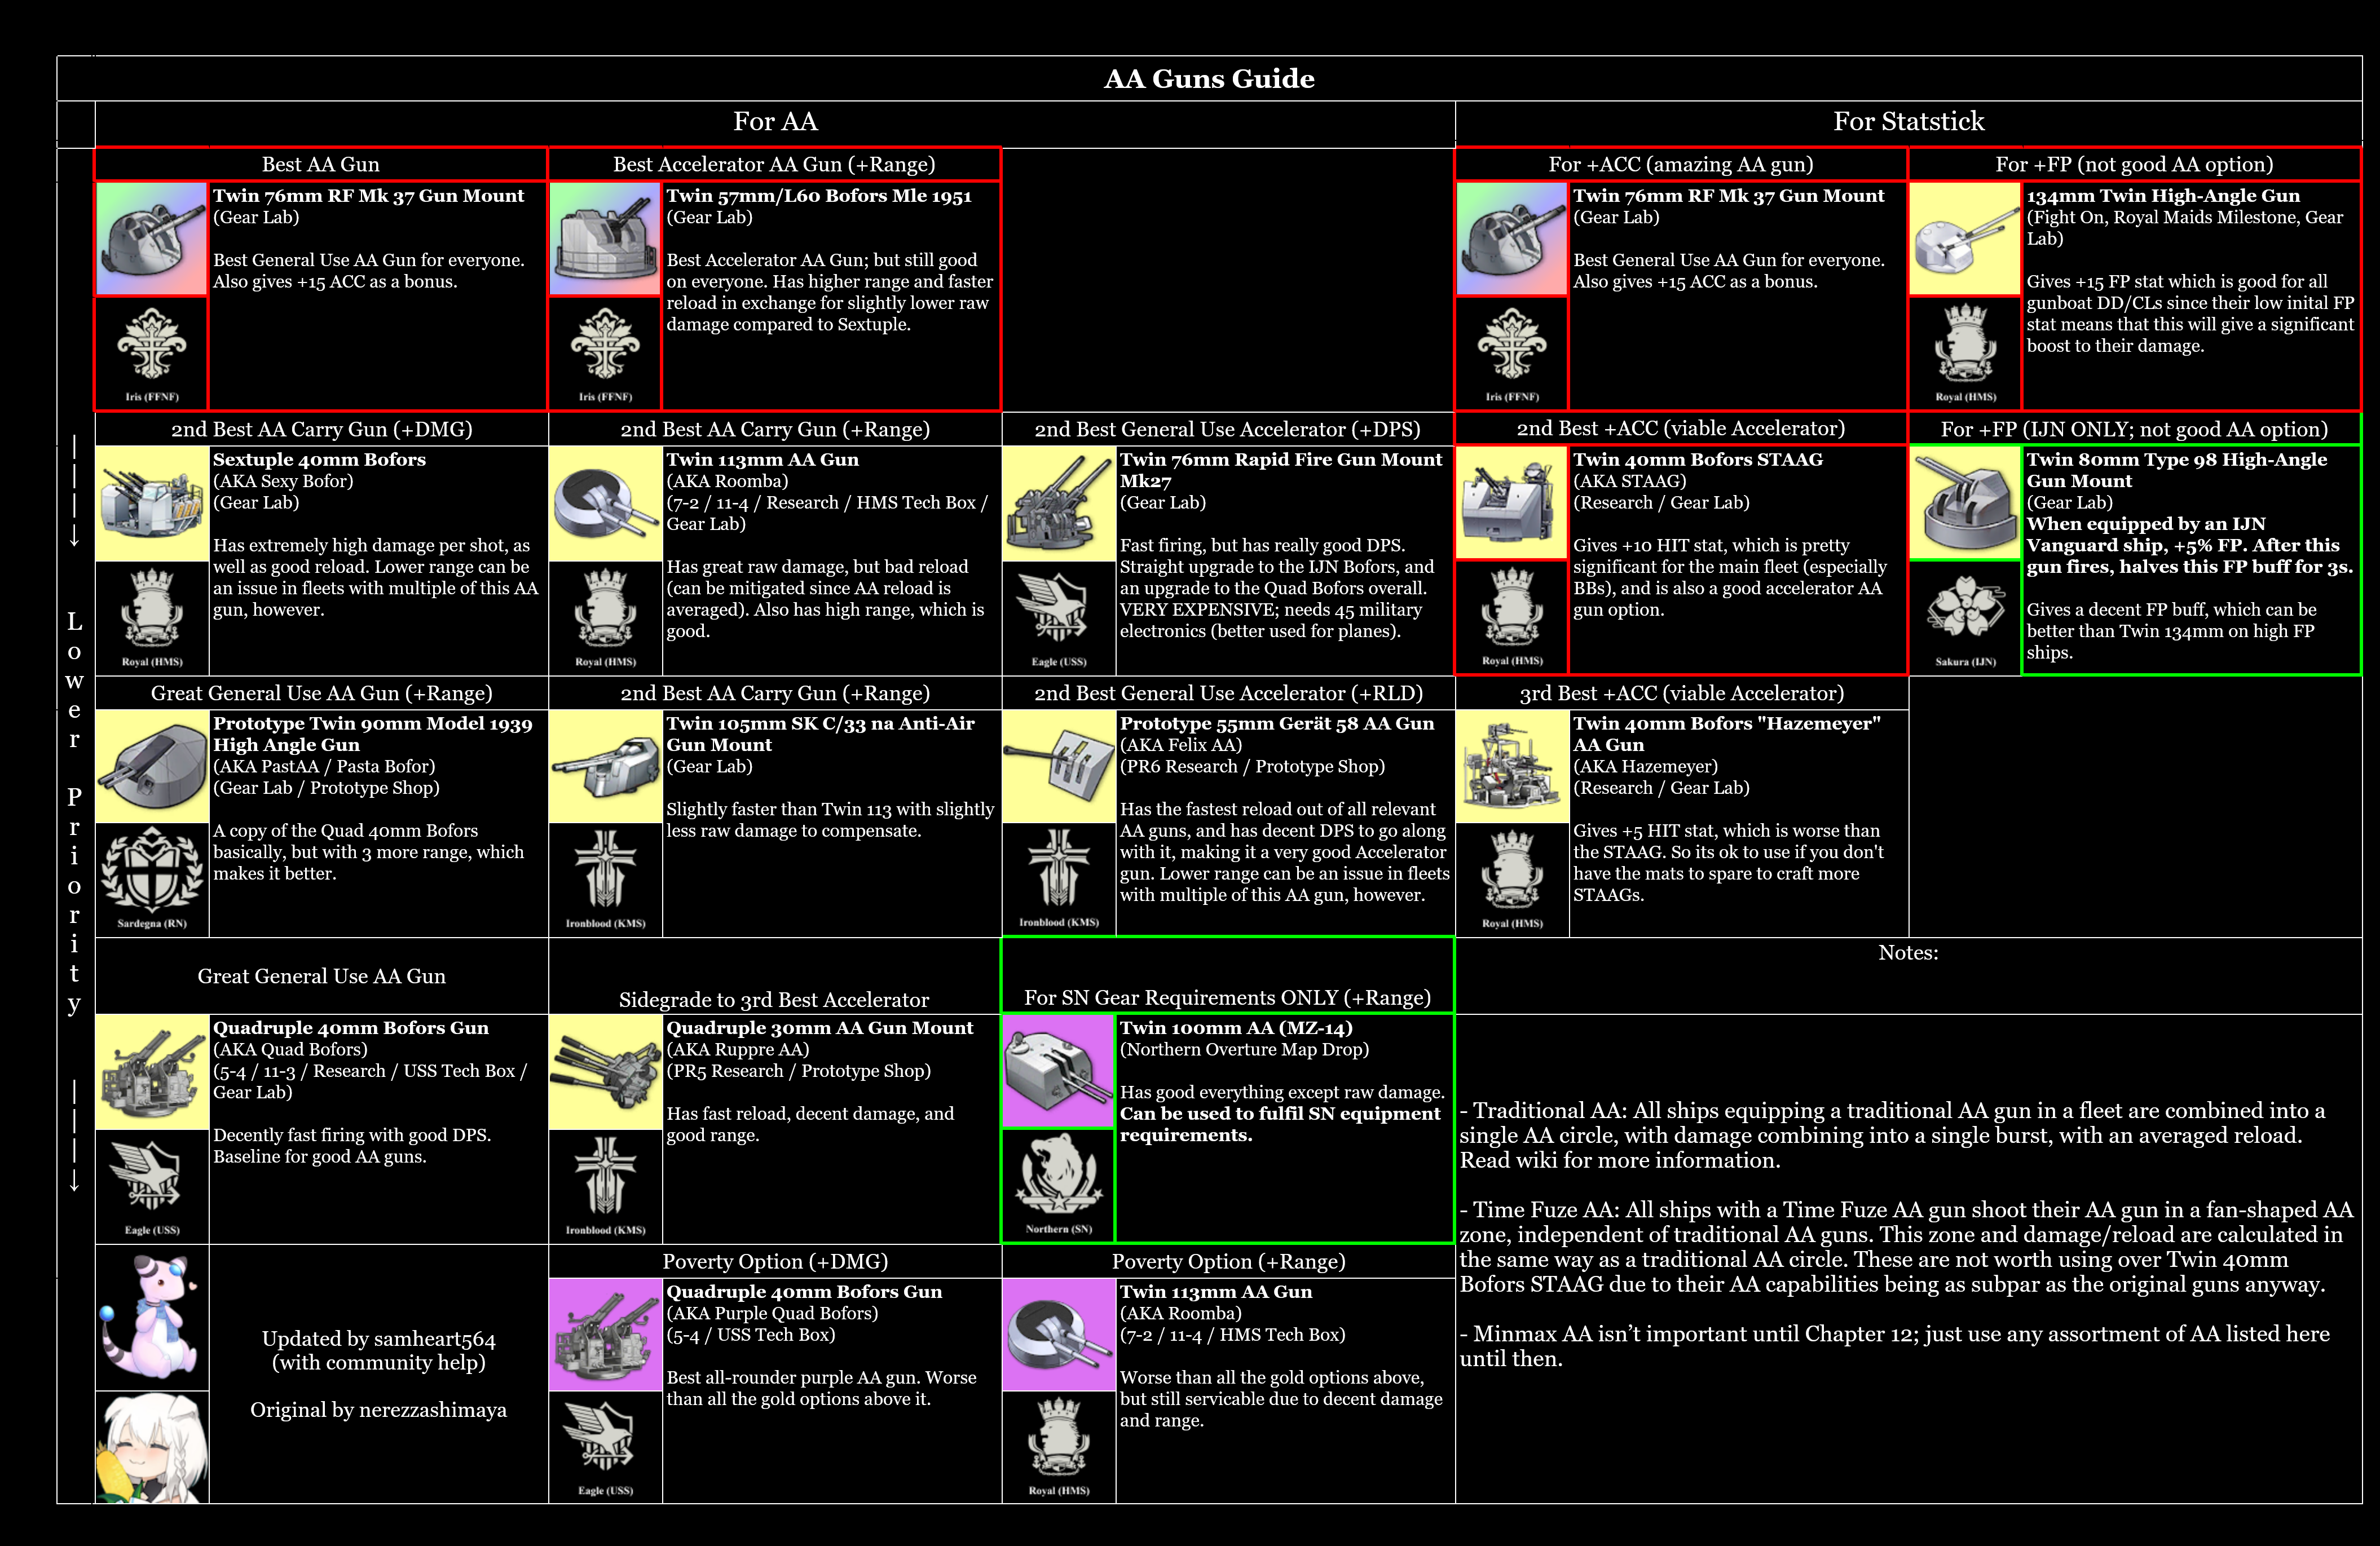 AA Guns Guide
For AA
For Statstick
Best AA Gun
Twin 76mm RF Mk 37 Gun Mount
(Gear Lab)
Best General Use AA Gun for everyone.
Also gives +15 ACC as a bonus.
Iris (FFNF)
Best Accelerator AA Gun (+Range)
Twin 57mm/L60 Bofors Mle 1951
(Gear Lab)
Best Accelerator AA Gun; but still good
on everyone. Has higher range and faster
reload in exchange for slightly lower raw
damage compared to Sextuple.
Iris (FFNF)
For +ACC (amazing AA gun)
Twin 76mm RF Mk 37 Gun Mount
(Gear Lab)
Best General Use AA Gun for everyone.
Also gives +15 ACC as a bonus.
Iris (FFNF)
For +FP (not good AA option)
134mm Twin High-Angle Gun
(Fight On, Royal Maids Milestone, Gear
Lab)
Gives +15 FP stat which is good for all
gunboat DD/CLs since their low inital FP
stat means that this will give a significant
boost to their damage.
Royal (HMS)
2nd Best AA Carry Gun (+DMG)
Sextuple 40mm Bofors
(AKA Sexy Bofor)
(Gear Lab)
Has extremely high damage per shot, as
well as good reload. Lower range can be
an issue in fleets with multiple of this AA
gun, however.
Royal (HMS)
2nd Best AA Carry Gun (+Range)
Twin 113mm AA Gun
(AKA Roomba)
(7-2 / 11-4 / Research / HMS Tech Box /
Gear Lab)
Has great raw damage, but bad reload
(can be mitigated since AA reload is
averaged). Also has high range, which is
good.
Royal (HMS)
2nd Best General Use Accelerator (+DPS)
Twin 76mm Rapid Fire Gun Mount
Mk27
(Gear Lab)
Fast firing, but has really good DPS.
Straight upgrade to the IJN Bofors, and
an upgrade to the Quad Bofors overall.
VERY EXPENSIVE; needs 45 military
electronics (better used for planes).
Eagle (USS)
2nd Best +ACC (viable Accelerator)
Twin 40mm Bofors STAAG
(AKA STAAG)
(Research / Gear Lab)
Gives +10 HIT stat, which is pretty
significant for the main fleet (especially
BBs), and is also a good accelerator AA
gun option.
Royal (HMS)
For +FP (IJN ONLY; not good AA option)
Twin 80mm Type 98 High-Angle
Gun Mount
(Gear Lab)
When equipped by an IJN
Vanguard ship, +5% FP. After this
gun fires, halves this FP buff for 3s.
Gives a decent FP buff, which can be
better than Twin 134mm on high FP
ships.
Sakura (IJN)
Great General Use AA Gun (+Range)
Prototype Twin 90mm Model 1939
High Angle Gun
(AKA PastAA / Pasta Bofor)
(Gear Lab / Prototype Shop)
A copy of the Quad 40mm Bofors
basically, but with 3 more range, which
makes it better.
Sardegna (RN)
2nd Best AA Carry Gun (+Range)
Twin 105mm SK C/33 na Anti-Air
Gun Mount
(Gear Lab)
Slightly faster than Twin 113 with slightly
less raw damage to compensate.
Ironblood (KMS)
2nd Best General Use Accelerator (+RLD)
Prototype 55mm Gerät 58 AA Gun
(AKA Felix AA)
(PR6 Research / Prototype Shop)
Has the fastest reload out of all relevant
AA guns, and has decent DPS to go along
with it, making it a very good Accelerator
gun. Lower range can be an issue in fleets
with multiple of this AA gun, however.
Ironblood (KMS)
3rd Best +ACC (viable Accelerator)
Twin 40mm Bofors "Hazemeyer"
AA Gun
(AKA Hazemeyer)
(Research / Gear Lab)
Gives +5 HIT stat, which is worse than
the STAAG. So its ok to use if you don't
have the mats to spare to craft more
STAAGs.
Royal (HMS)
Great General Use AA Gun
Quadruple 40mm Bofors Gun
(AKA Quad Bofors)
(5-4 / 11-3 / Research / USS Tech Box /
Gear Lab)
Decently fast firing with good DPS.
Baseline for good AA guns.
Eagle (USS)
Sidegrade to 3rd Best Accelerator
Quadruple 30mm AA Gun Mount
(AKA Ruppre AA)
(PR5 Research / Prototype Shop)
Has fast reload, decent damage, and
good range.
Ironblood (KMS)
For SN Gear Requirements ONLY (+Range)
Twin 100mm AA (MZ-14)
(Northern Overture Map Drop)
Has good everything except raw damage.
Can be used to fulfil SN equipment
requirements.
Northern (SN)
Notes:
- Traditional AA: All ships equipping a traditional AA gun in a fleet are combined into a
single AA circle, with damage combining into a single burst, with an averaged reload.
Read wiki for more information.
- Time Fuze AA: All ships with a Time Fuze AA gun shoot their AA gun in a fan-shaped AA
zone, independent of traditional AA guns. This zone and damage/reload are calculated in
the same way as a traditional AA circle. These are not worth using over Twin 40mm
Bofors STAAG due to their AA capabilities being as subpar as the original guns anyway.
- Minmax AA isn't important until Chapter 12; just use any assortment of AA listed here
until then.
Updated by samheart564
(with community help)
Original by nerezzashimaya
Poverty Option (+DMG)
Quadruple 40mm Bofors Gun
(AKA Purple Quad Bofors)
(5-4 / USS Tech Box)
Best all-rounder purple AA gun. Worse
than all the gold options above it.
Eagle (USS)
Poverty Option (+Range)
Twin 113mm AA Gun
(AKA Roomba)
(7-2 / 11-4 / HMS Tech Box)
Worse than all the gold options above,
but still servicable due to decent damage
and range.
Royal (HMS)
Lower Priority